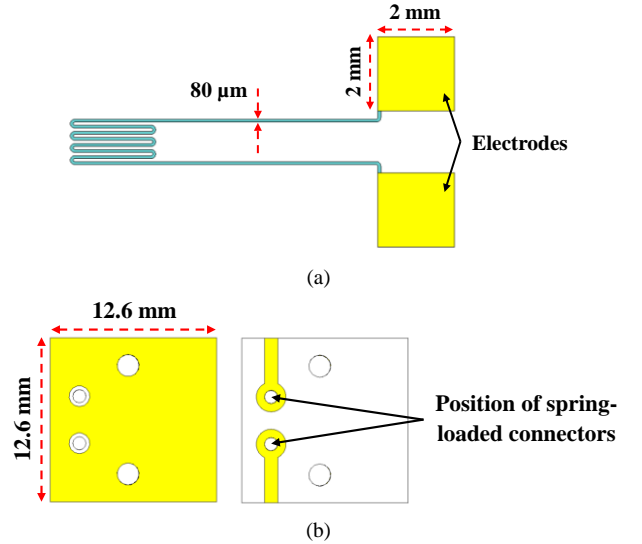 2 mm
2 mm
80 µm
Electrodes
(a)
12.6 mm
12.6 mm
Position of spring-
loaded connectors
(b)